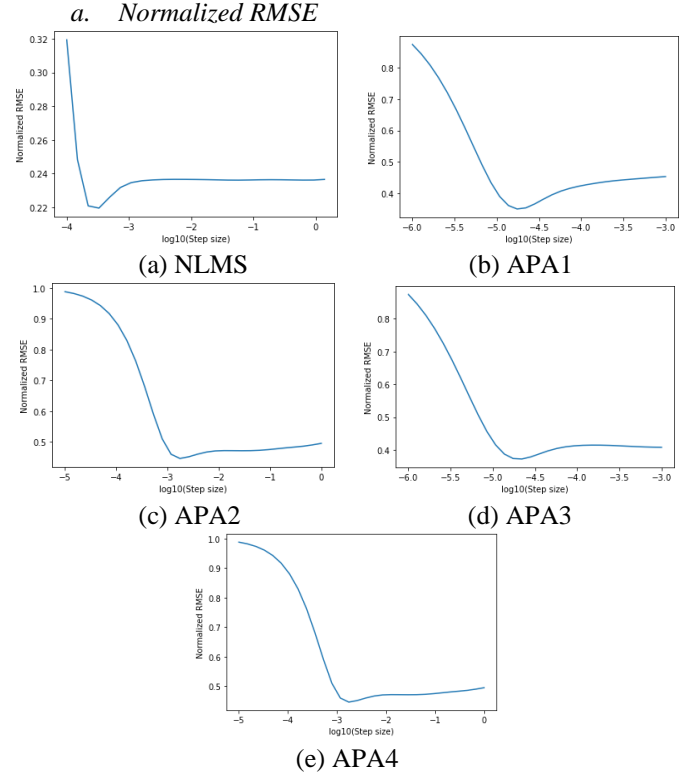 a. Normalized RMSE
0.32
0.30
0.28
0.26
0.24
0.22
Normalized RMSE
−4 −3 −2 −1 0
log10(Step size)
(a) NLMS
0.8
0.7
0.6
0.5
0.4
Normalized RMSE
−6.0 −5.5 −5.0 −4.5 −4.0 −3.5 −3.0
log10(Step size)
(b) APA1
1.0
0.9
0.8
0.7
0.6
0.5
Normalized RMSE
−5 −4 −3 −2 −1 0
log10(Step size)
(c) APA2
0.8
0.7
0.6
0.5
0.4
Normalized RMSE
−6.0 −5.5 −5.0 −4.5 −4.0 −3.5 −3.0
log10(Step size)
(d) APA3
1.0
0.9
0.8
0.7
0.6
0.5
Normalized RMSE
−5 −4 −3 −2 −1 0
log10(Step size)
(e) APA4